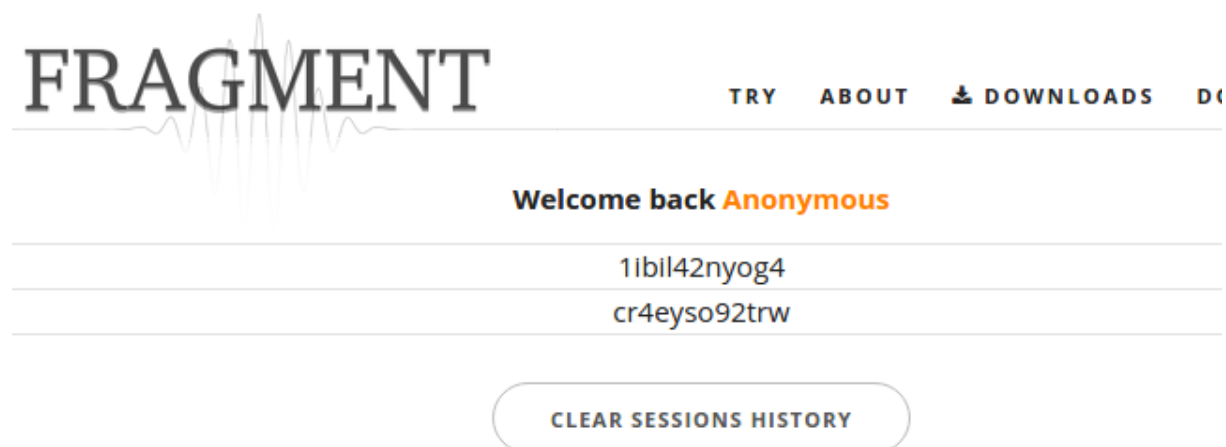 FRAGMENT
TRY ABOUT DOWNLOADS
Welcome back Anonymous
1ibil42nyog4
cr4eyso92trw
CLEAR SESSIONS HISTORY